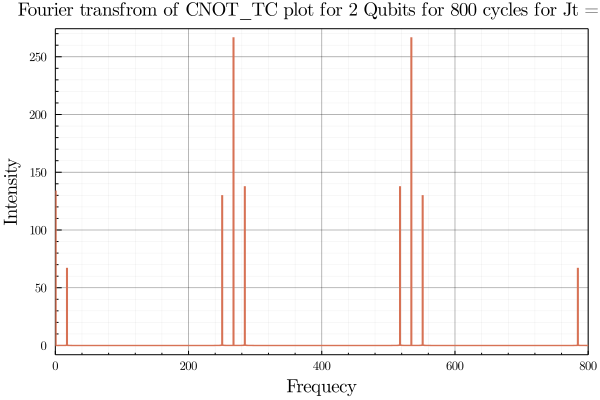 Fourier transfrom of CNOT_TC plot for 2 Qubits for 800 cycles for Jt =
250
200
150
100
50
0
Intensity
0 200 400 600 800
Frequecy